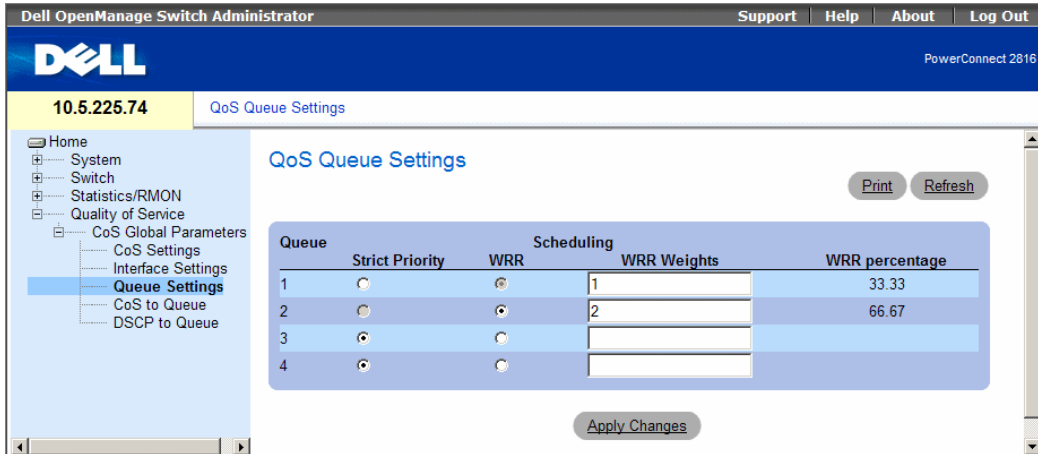 Dell OpenManage Switch Administrator Support Help About Log Out
DELL
PowerConnect 2816
10.5.225.74 QoS Queue Settings
Home
System
Switch
Statistics/RMON
Quality of Service
CoS Global Parameters
CoS Settings
Interface Settings
Queue Settings
CoS to Queue
DSCP to Queue
QoS Queue Settings
Print Refresh
Queue Scheduling
Strict Priority WRR WRR Weights WRR percentage
1 1 33.33
2 2 66.67
3
4
Apply Changes